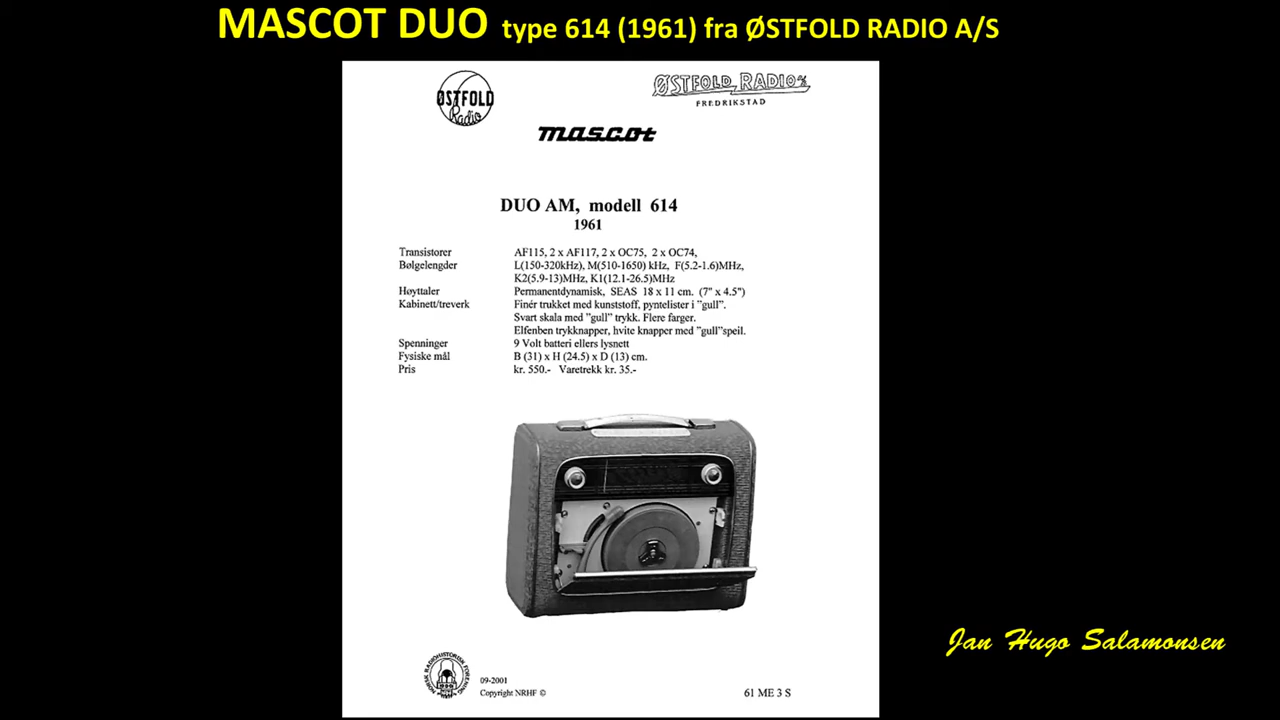 MASCOT DUO type 614 (1961) fra ØSTFOLD RADIO A/S
ØSTFOLD
Radio
ØSTFOLD RADIO A/S
FREDRIKSTAD
mascot
DUO AM, modell 614
1961
Transistorer AF115, 2 x AF117, 2 x OC75, 2 x OC74,
Bølgelengder L(150-320kHz), M(510-1650) kHz, F(5.2-1.6)MHz,
K2(5.9-13)MHz, K1(12.1-26.5)MHz
Høyttaler Permanentdynamisk, SEAS 18 x 11 cm. (7" x 4.5")
Kabinett/treverk Finér trukket med kunststoff, pyntelister i "gull".
Svart skala med "gull" trykk. Flere farger.
Elfenben trykknapper, hvite knapper med "gull"speil.
Spenninger 9 Volt batteri ellers lysnett
Fysiske mål B (31) x H (24.5) x D (13) cm.
Pris kr. 550.- Varetrekk kr. 35.-
Jan Hugo Salamonsen
NORSK RADIOHISTORISK FORENING
09-2001
Copyright NRHF ©
61 ME 3 S